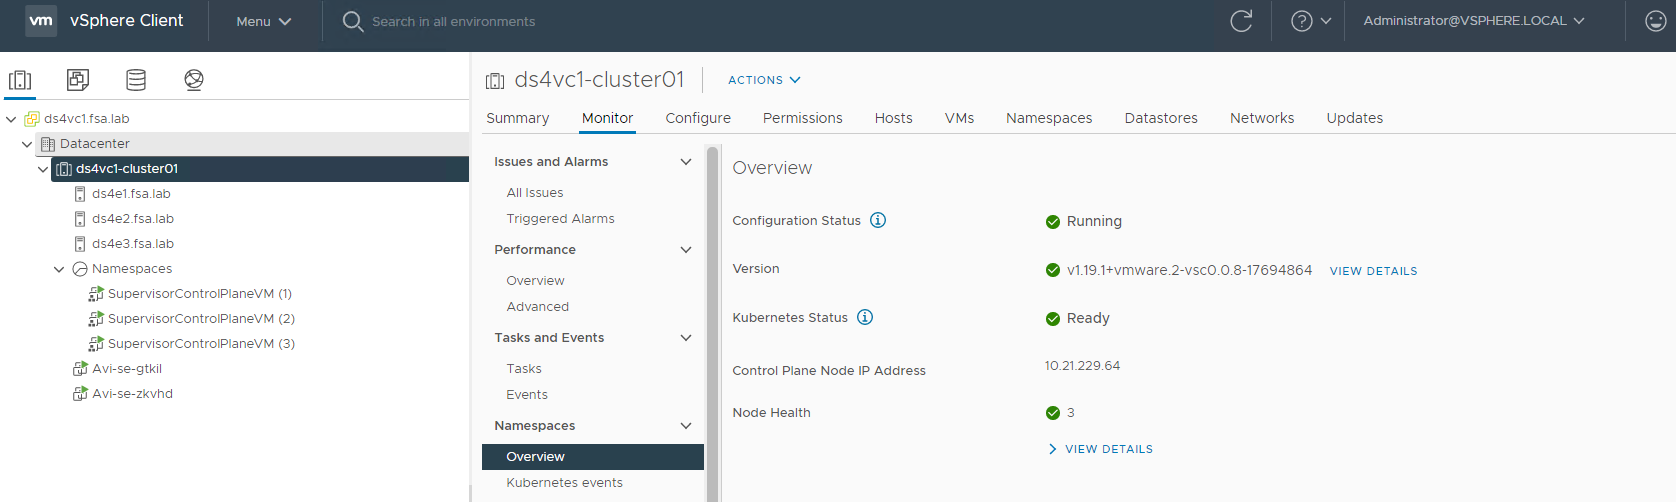 vm vSphere Client Menu Search in all environments Administrator@VSPHERE.LOCAL
ds4vc1.fsa.lab
Datacenter
ds4vc1-cluster01
ds4e1.fsa.lab
ds4e2.fsa.lab
ds4e3.fsa.lab
Namespaces
SupervisorControlPlaneVM (1)
SupervisorControlPlaneVM (2)
SupervisorControlPlaneVM (3)
Avi-se-gtkil
Avi-se-zkvhd
ds4vc1-cluster01 ACTIONS
Summary Monitor Configure Permissions Hosts VMs Namespaces Datastores Networks Updates
Issues and Alarms
All Issues
Triggered Alarms
Performance
Overview
Advanced
Tasks and Events
Tasks
Events
Namespaces
Overview
Kubernetes events
Overview
Configuration Status Running
Version v1.19.1+vmware.2-vsc0.0.8-17694864 VIEW DETAILS
Kubernetes Status Ready
Control Plane Node IP Address 10.21.229.64
Node Health 3
VIEW DETAILS